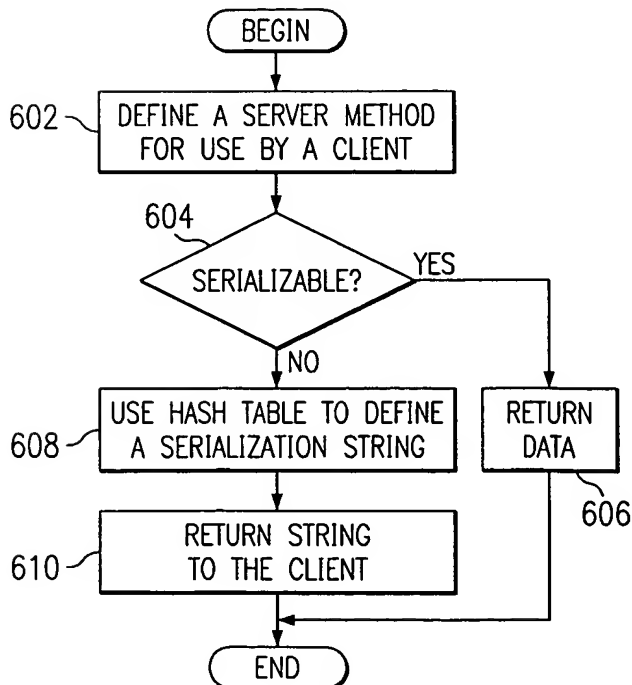 BEGIN
602
DEFINE A SERVER METHOD
FOR USE BY A CLIENT
604
SERIALIZABLE?
YES
NO
608
USE HASH TABLE TO DEFINE
A SERIALIZATION STRING
RETURN
DATA
606
610
RETURN STRING
TO THE CLIENT
END